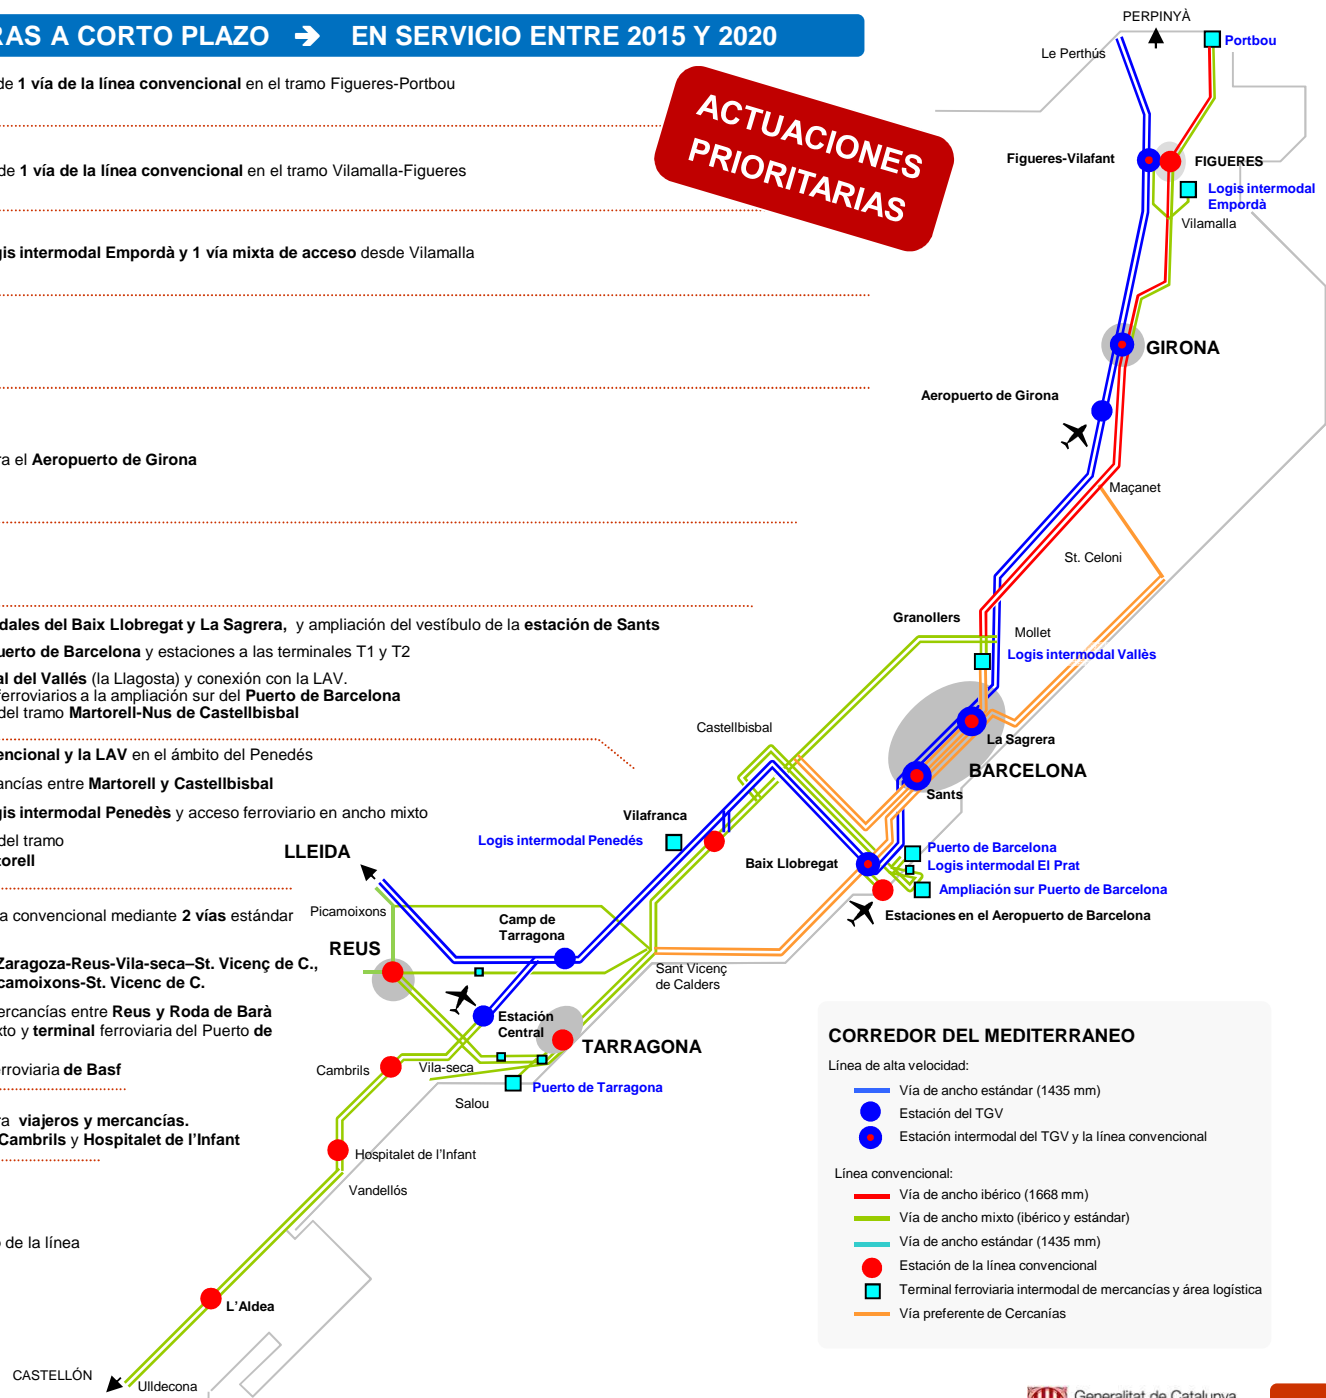 RAS A CORTO PLAZO → EN SERVICIO ENTRE 2015 Y 2020
de 1 vía de la línea convencional en el tramo Figueres-Portbou
de 1 vía de la línea convencional en el tramo Vilamalla-Figueres
gis intermodal Empordà y 1 vía mixta de acceso desde Vilamalla
ra el Aeropuerto de Girona
dales del Baix Llobregat y La Sagrera, y ampliación del vestíbulo de la estación de Sants
uerto de Barcelona y estaciones a las terminales T1 y T2
al del Vallés (la Llagosta) y conexión con la LAV.
ferroviarios a la ampliación sur del Puerto de Barcelona
del tramo Martorell-Nus de Castellbisbal
encional y la LAV en el ámbito del Penedés
ancías entre Martorell y Castellbisbal
gis intermodal Penedès y acceso ferroviario en ancho mixto
del tramo
torell
a convencional mediante 2 vías estándar
Zaragoza-Reus-Vila-seca–St. Vicenç de C.,
camoixons-St. Vicenc de C.
ercancías entre Reus y Roda de Barà
xto y terminal ferroviaria del Puerto de
erroviaria de Basf
ra viajeros y mercancías.
Cambrils y Hospitalet de l'Infant
o de la línea
ACTUACIONES
PRIORITARIAS
PERPINYÀ
Le Perthús
Portbou
Figueres-Vilafant
FIGUERES
Logis intermodal
Empordà
Vilamalla
GIRONA
Aeropuerto de Girona
Maçanet
St. Celoni
Granollers
Mollet
Logis intermodal Vallès
Castellbisbal
La Sagrera
BARCELONA
Sants
Vilafranca
Logis intermodal Penedés
Baix Llobregat
Puerto de Barcelona
Logis intermodal El Prat
Ampliación sur Puerto de Barcelona
Estaciones en el Aeropuerto de Barcelona
LLEIDA
Picamoixons
Camp de
Tarragona
REUS
Sant Vicenç
de Calders
Estación
Central
TARRAGONA
Cambrils
Vila-seca
Puerto de Tarragona
Salou
Hospitalet de l'Infant
Vandellós
L'Aldea
CASTELLÓN
Ulldecona
CORREDOR DEL MEDITERRANEO
Línea de alta velocidad:
Vía de ancho estándar (1435 mm)
Estación del TGV
Estación intermodal del TGV y la línea convencional
Línea convencional:
Vía de ancho ibérico (1668 mm)
Vía de ancho mixto (ibérico y estándar)
Vía de ancho estándar (1435 mm)
Estación de la línea convencional
Terminal ferroviaria intermodal de mercancías y área logística
Vía preferente de Cercanías
Generalitat de Catalunya